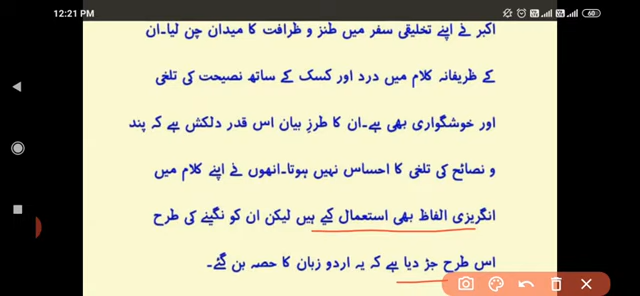 12:21 PM
60
اکبر نے اپنے تخلیقی سفر میں طنز و ظرافت کا میدان چن لیا۔ان
کے ظریفانہ کلام میں درد اور کسک کے ساتھ نصیحت کی تلغی
اور خوشگواری بھی ہے۔ان کا طرزِ بیان اس قدر دلکش ہے کہ پند
و نصائح کی تلغی کا احساس نہیں ہوتا۔انھوں نے اپنے کلام میں
انگریزی الفاظ بھی استعمال کیے ہیں لیکن ان کو نگینے کی طرح
اس طرح جڑ دیا ہے کہ یہ اردو زبان کا حصہ بن گئے۔